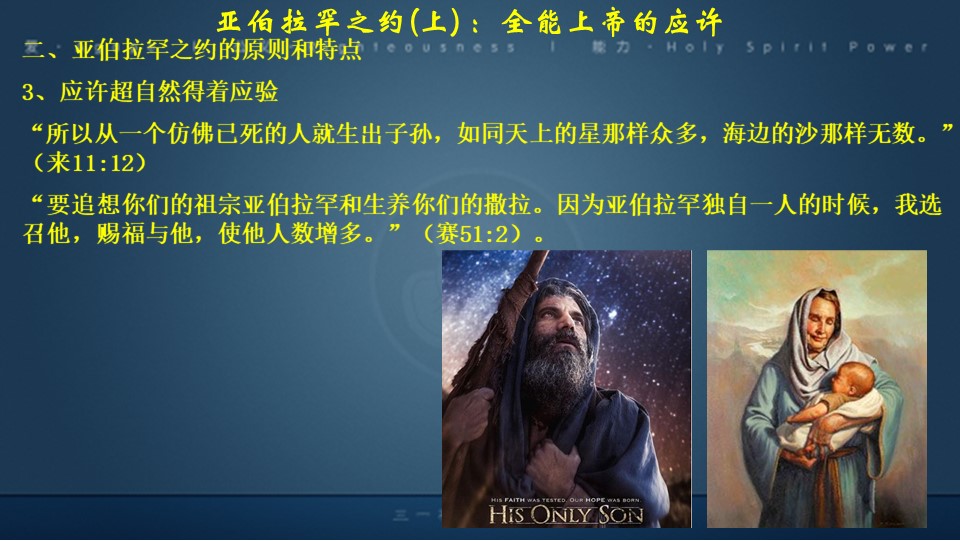 亚伯拉罕之约(上)：全能上帝的应许
二、亚伯拉罕之约的原则和特点
能力 · Holy Spirit Power
3、应许超自然得着应验
“所以从一个仿佛已死的人就生出子孙，如同天上的星那样众多，海边的沙那样无数。”
（来11:12）
“要追想你们的祖宗亚伯拉罕和生养你们的撒拉。因为亚伯拉罕独自一人的时候，我选
召他，赐福与他，使他人数增多。”（赛51:2）。
HIS FAITH WAS TESTED. OUR HOPE WAS BORN.
HIS ONLY SON
三一